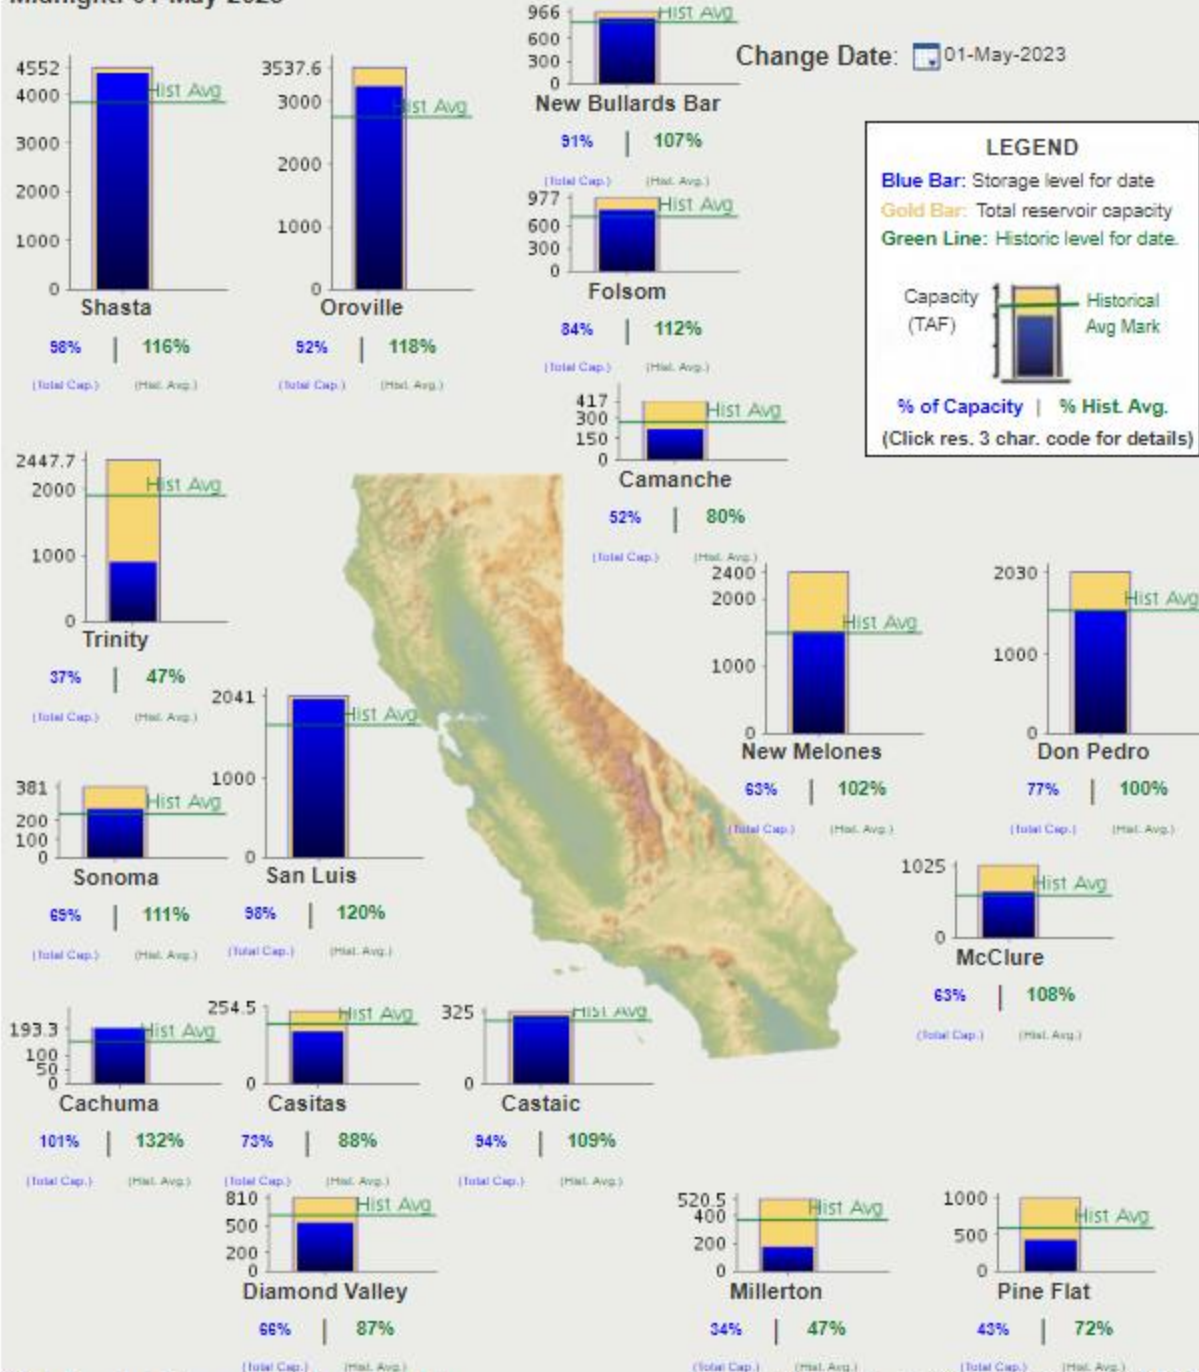 Midnight: 01-May-2023
Change Date: 01-May-2023
LEGEND
Blue Bar: Storage level for date
Gold Bar: Total reservoir capacity
Green Line: Historic level for date.
Capacity
(TAF)
Historical
Avg Mark
% of Capacity | % Hist. Avg.
(Click res. 3 char. code for details)
966
600
300
0
Hist Avg
New Bullards Bar
91% | 107%
(Total Cap.) (Hist. Avg.)
4552
4000
3000
2000
1000
0
Hist Avg
Shasta
98% | 116%
(Total Cap.) (Hist. Avg.)
3537.6
3000
2000
1000
0
Hist Avg
Oroville
92% | 118%
(Total Cap.) (Hist. Avg.)
977
600
300
0
Hist Avg
Folsom
84% | 112%
(Total Cap.) (Hist. Avg.)
417
300
150
0
Hist Avg
Camanche
52% | 80%
(Total Cap.) (Hist. Avg.)
2447.7
2000
1000
0
Hist Avg
Trinity
37% | 47%
(Total Cap.) (Hist. Avg.)
2400
2000
1000
0
Hist Avg
New Melones
63% | 102%
(Total Cap.) (Hist. Avg.)
2030
1000
0
Hist Avg
Don Pedro
77% | 100%
(Total Cap.) (Hist. Avg.)
381
200
100
0
Hist Avg
Sonoma
69% | 111%
(Total Cap.) (Hist. Avg.)
2041
1000
0
Hist Avg
San Luis
98% | 120%
(Total Cap.) (Hist. Avg.)
1025
0
Hist Avg
McClure
63% | 108%
(Total Cap.) (Hist. Avg.)
193.3
100
50
0
Hist Avg
Cachuma
101% | 132%
(Total Cap.) (Hist. Avg.)
254.5
0
Hist Avg
Casitas
73% | 88%
(Total Cap.) (Hist. Avg.)
325
0
Hist Avg
Castaic
94% | 109%
(Total Cap.) (Hist. Avg.)
810
500
200
0
Hist Avg
Diamond Valley
66% | 87%
(Total Cap.) (Hist. Avg.)
520.5
400
200
0
Hist Avg
Millerton
34% | 47%
(Total Cap.) (Hist. Avg.)
1000
500
0
Hist Avg
Pine Flat
43% | 72%
(Total Cap.) (Hist. Avg.)